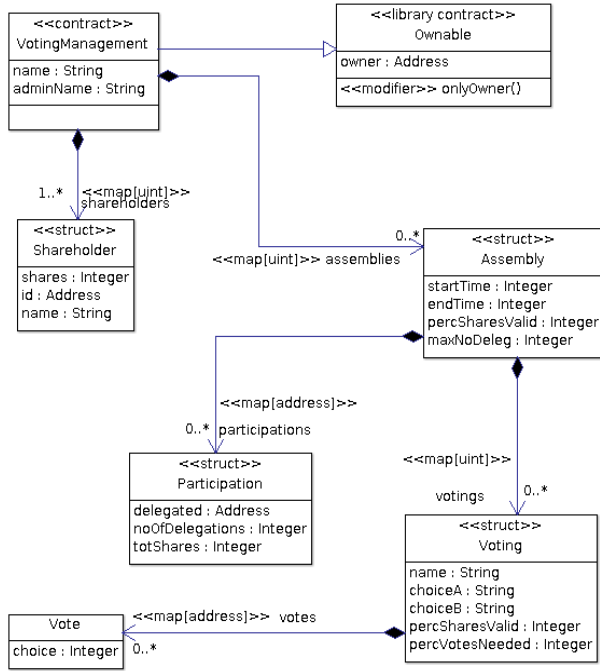 <<contract>>
VotingManagement
name : String
adminName : String
<<library contract>>
Ownable
owner : Address
<<modifier>> onlyOwner()
1..*
<<map[uint]>>
shareholders
<<struct>>
Shareholder
shares : Integer
id : Address
name : String
0..*
<<map[uint]>> assemblies
<<struct>>
Assembly
startTime : Integer
endTime : Integer
percSharesValid : Integer
maxNoDeleg : Integer
<<map[address]>>
0..* participations
<<struct>>
Participation
delegated : Address
noOfDelegations : Integer
totShares : Integer
<<map[uint]>>
votings
0..*
<<struct>>
Voting
name : String
choiceA : String
choiceB : String
percSharesValid : Integer
percVotesNeeded : Integer
<<map[address]>> votes
0..*
Vote
choice : Integer